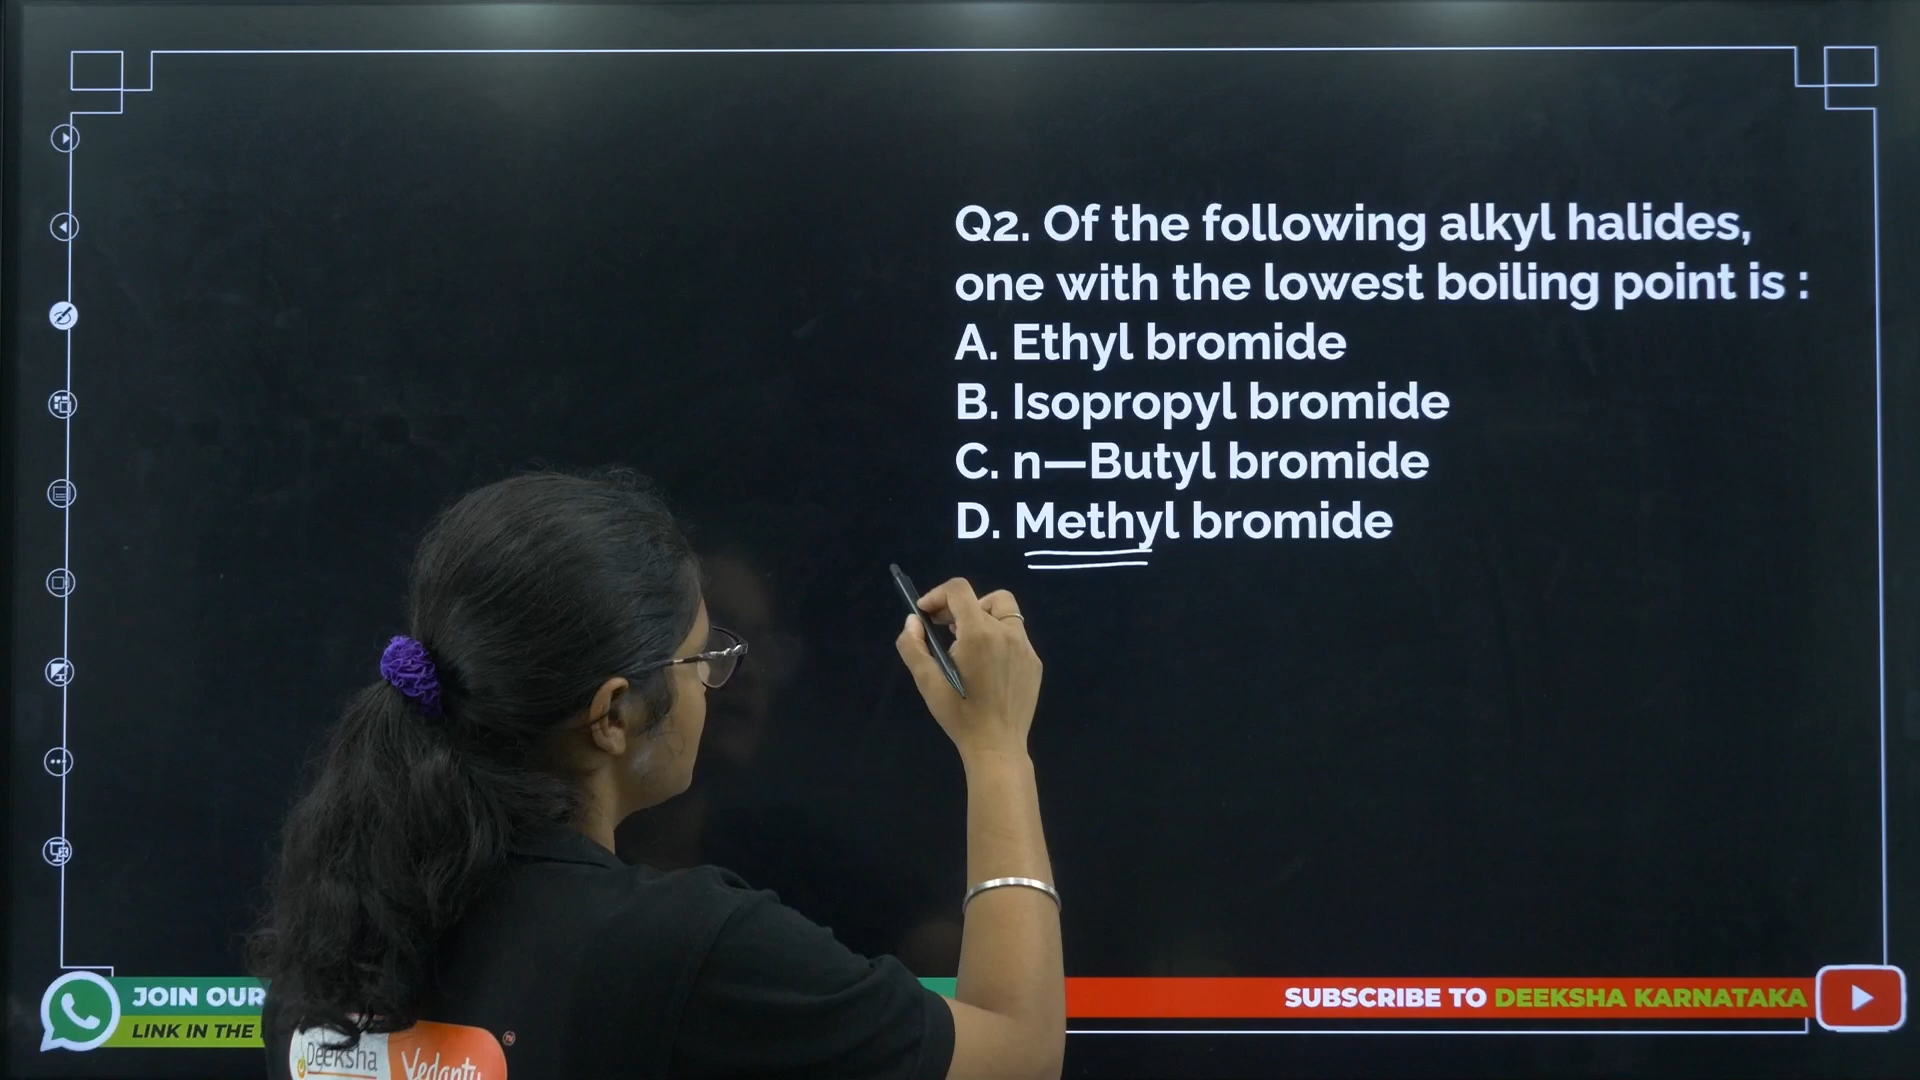 Q2. Of the following alkyl halides,
one with the lowest boiling point is :
A. Ethyl bromide
B. Isopropyl bromide
C. n—Butyl bromide
D. Methyl bromide
JOIN OUR
LINK IN THE
SUBSCRIBE TO DEEKSHA KARNATAKA
Deeksha Vedantu